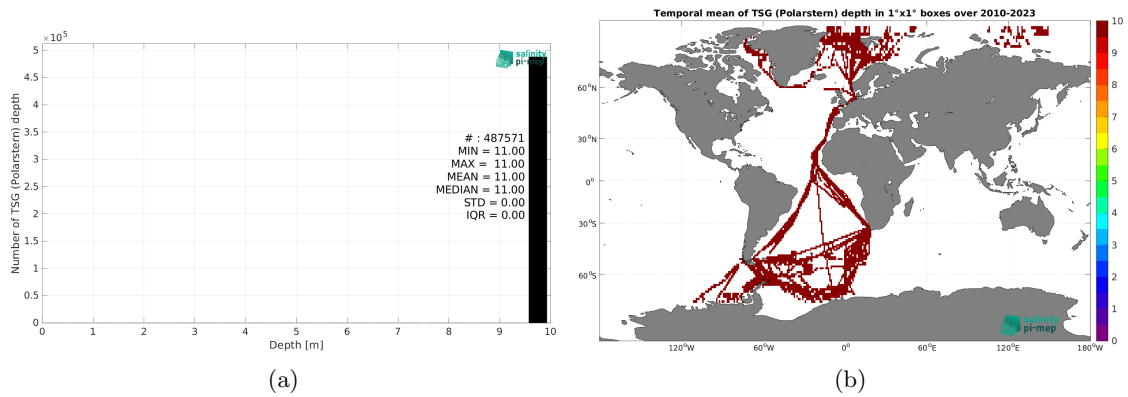 ×10⁵
5
4.5
4
3.5
3
2.5
2
1.5
1
0.5
0
Number of TSG (Polarstern) depth
salinity
pi-mep
# : 487571
MIN = 11.00
MAX = 11.00
MEAN = 11.00
MEDIAN = 11.00
STD = 0.00
IQR = 0.00
0 1 2 3 4 5 6 7 8 9 10
Depth [m]
(a)
Temporal mean of TSG (Polarstern) depth in 1°x1° boxes over 2010-2023
60°N
30°N
0°
30°S
60°S
120°W 60°W 0° 60°E 120°E 180°W
salinity
pi-mep
10
9
8
7
6
5
4
3
2
1
0
(b)